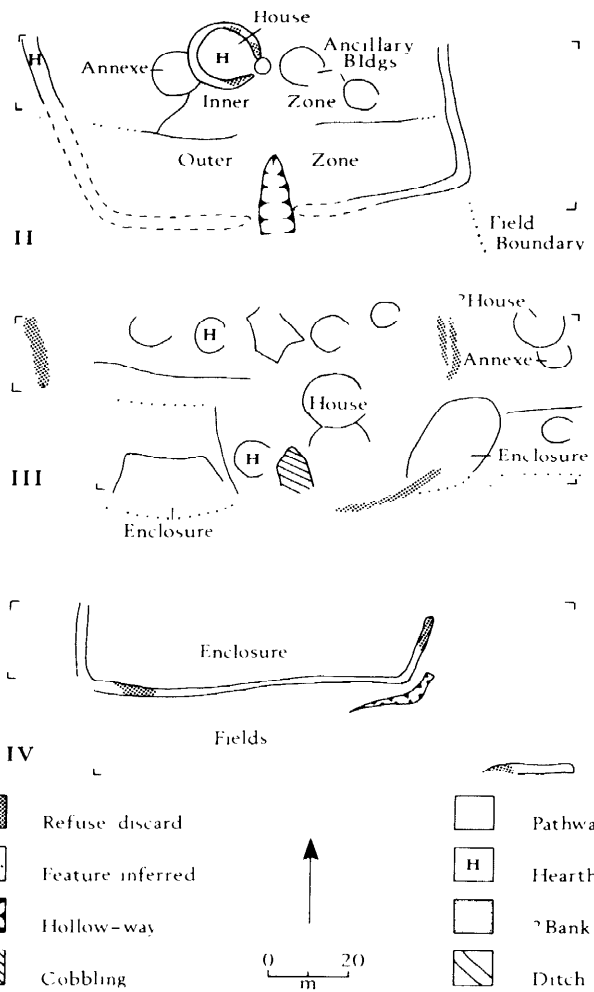 House
H
H
Annexe
Ancillary
Bldgs
Inner Zone
Outer Zone
II
Field
Boundary
?House
H
Annexe
House
H
Enclosure
III
Enclosure
Enclosure
Fields
IV
Refuse discard
Feature inferred
Hollow-way
Cobbling
0 20
m
Pathwa
H Hearth
?Bank
Ditch